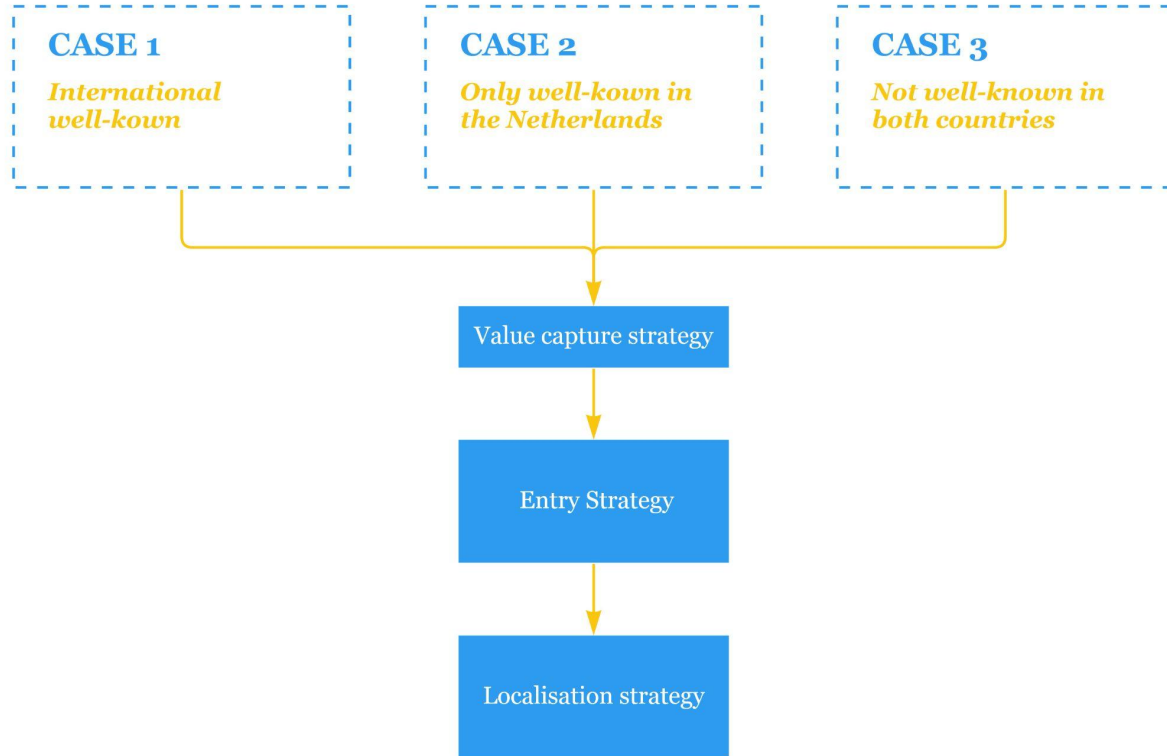 CASE 1
International
well-kown
CASE 2
Only well-kown in
the Netherlands
CASE 3
Not well-known in
both countries
Value capture strategy
Entry Strategy
Localisation strategy